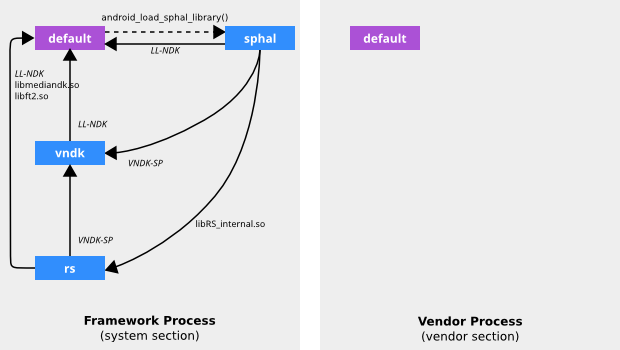 android_load_sphal_library()
default
sphal
default
LL-NDK
LL-NDK
libmediandk.so
libft2.so
LL-NDK
vndk
VNDK-SP
libRS_internal.so
VNDK-SP
rs
Framework Process
(system section)
Vendor Process
(vendor section)